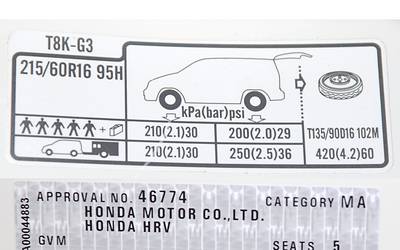 T8K-G3
215/60R16 95H
kPa(bar)psi
+
210(2.1)30 200(2.0)29 T135/90D16 102M
210(2.1)30 250(2.5)36 420(4.2)60
A00044883
APPROVAL NO. 46774 CATEGORY MA
HONDA MOTOR CO.,LTD.
HONDA HRV
GVM SEATS 5